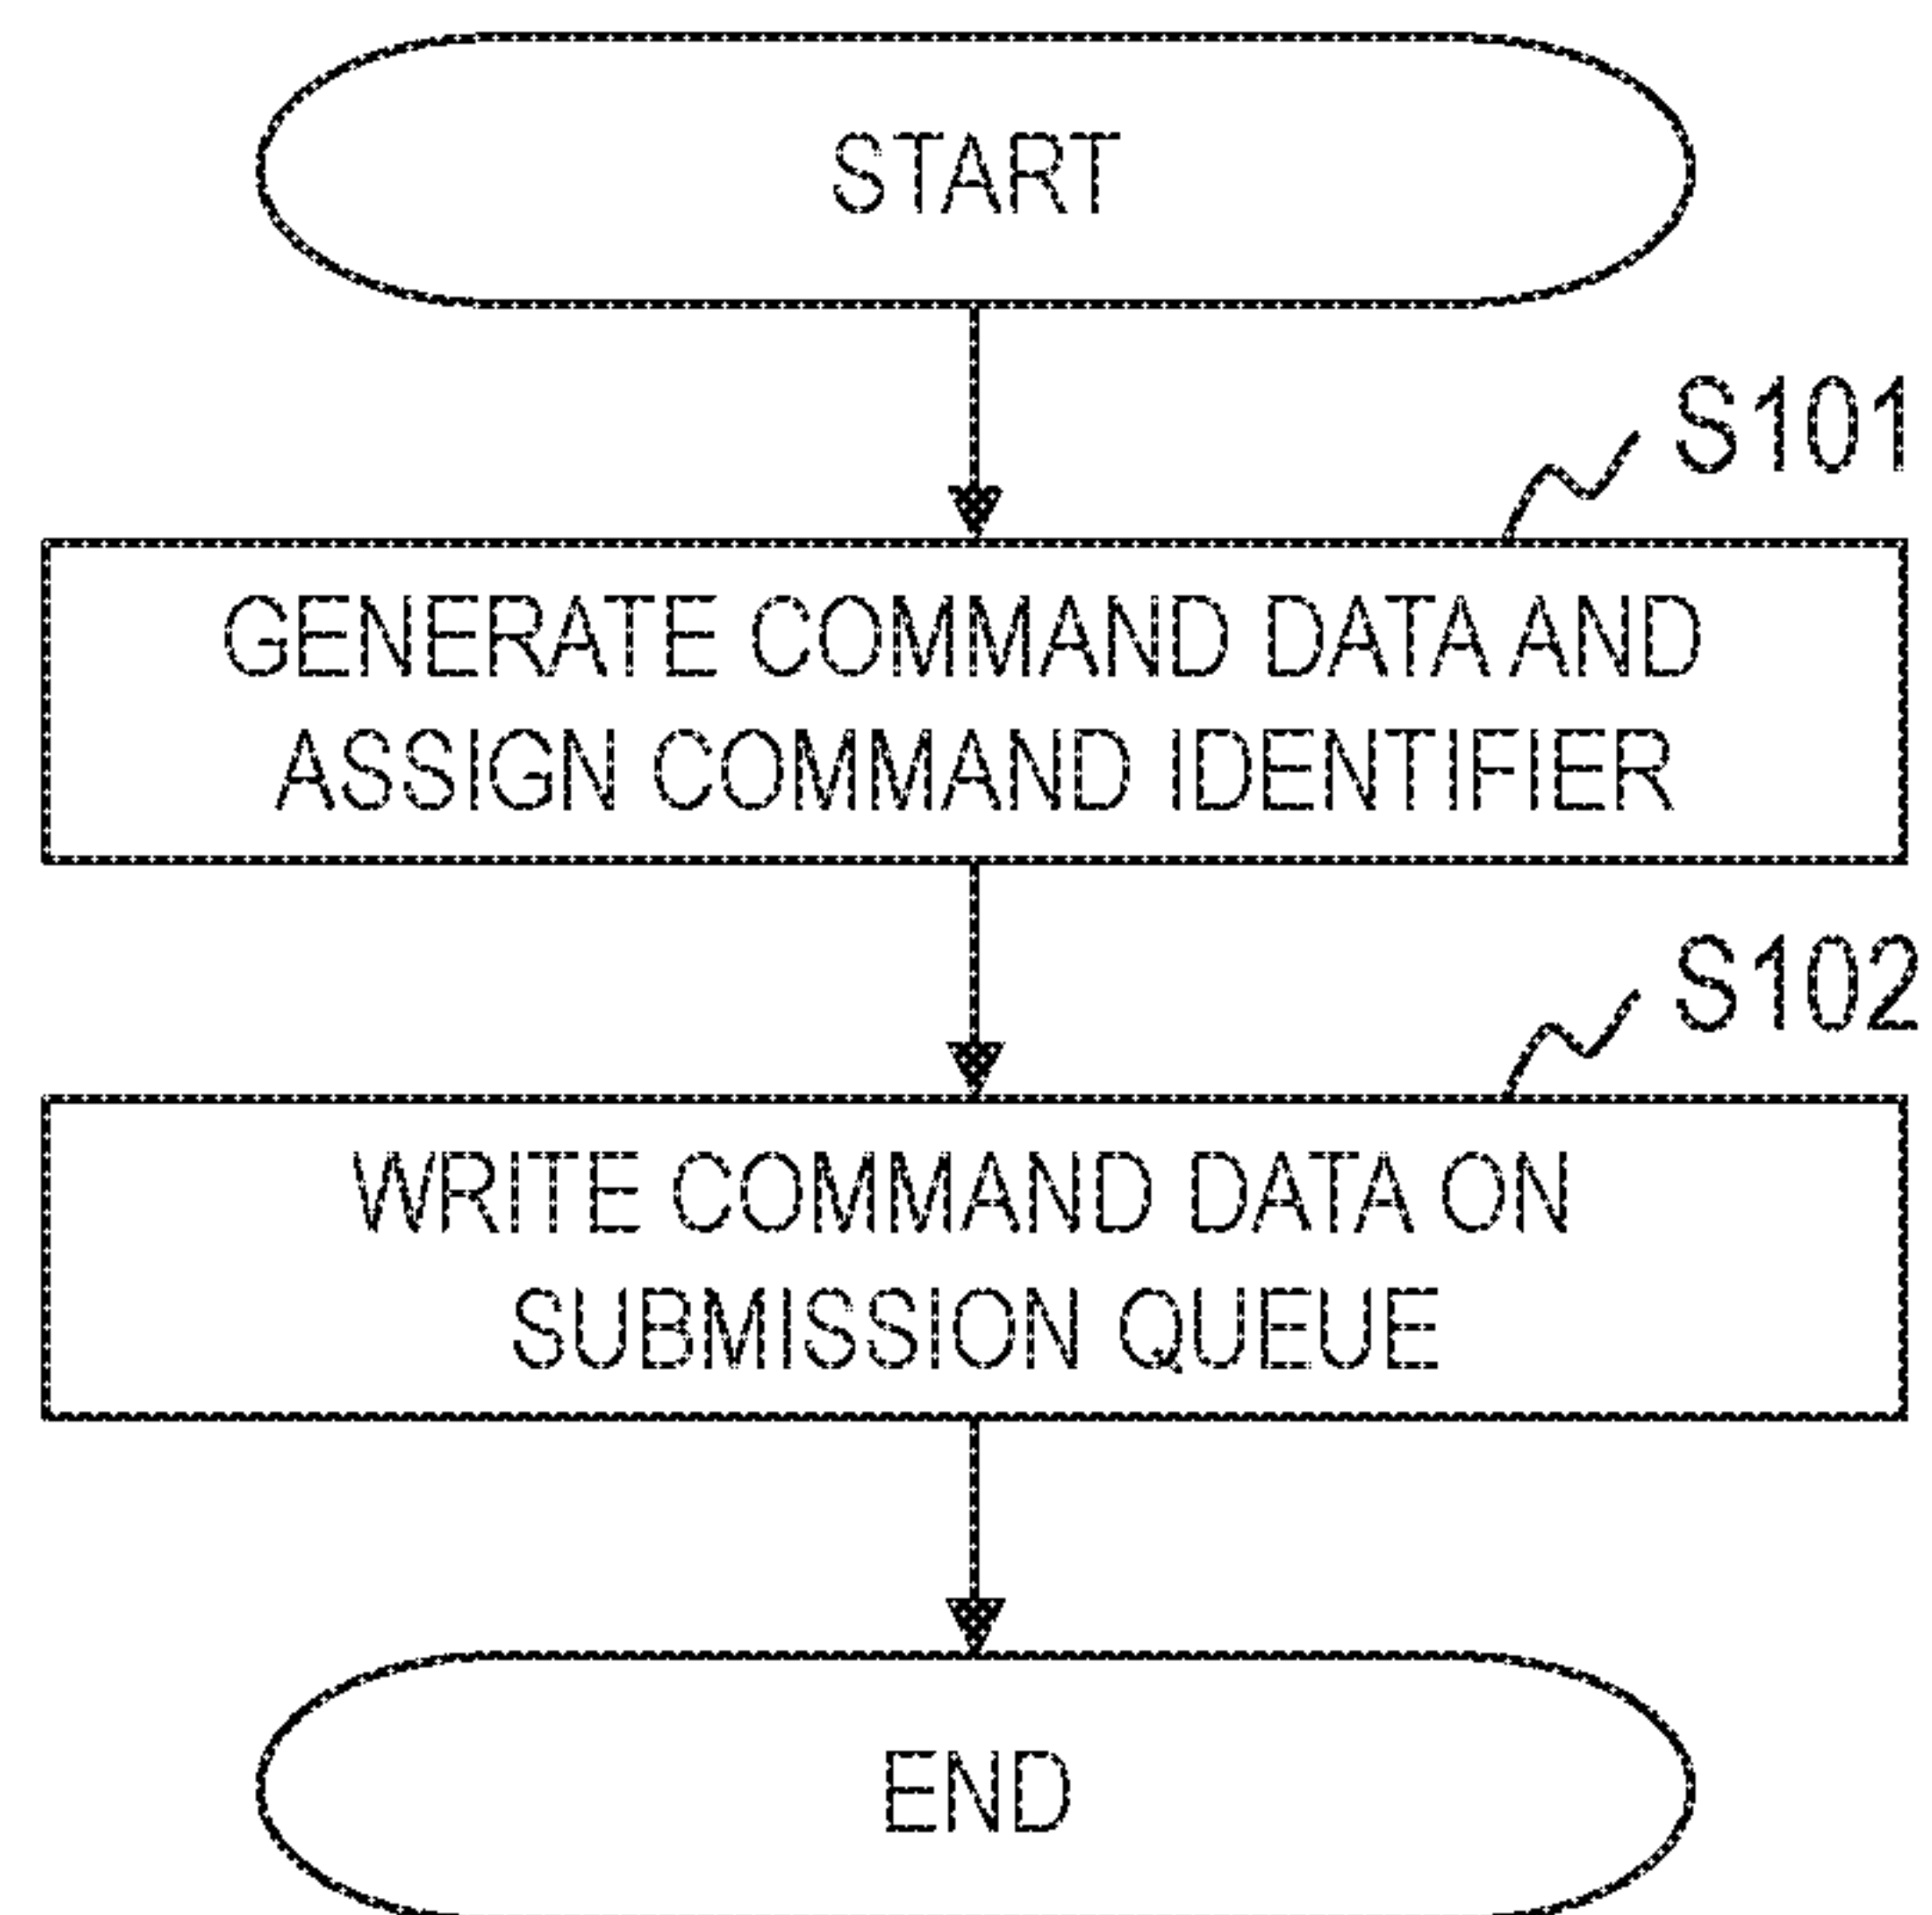 START
S101
GENERATE COMMAND DATA AND
ASSIGN COMMAND IDENTIFIER
S102
WRITE COMMAND DATA ON
SUBMISSION QUEUE
END